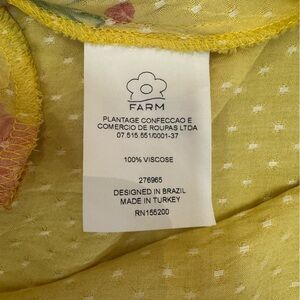 FARM
PLANTAGE CONFECCAO E
COMERCIO DE ROUPAS LTDA
07 515 551/0001-37
100% VISCOSE
276965
DESIGNED IN BRAZIL
MADE IN TURKEY
RN155200